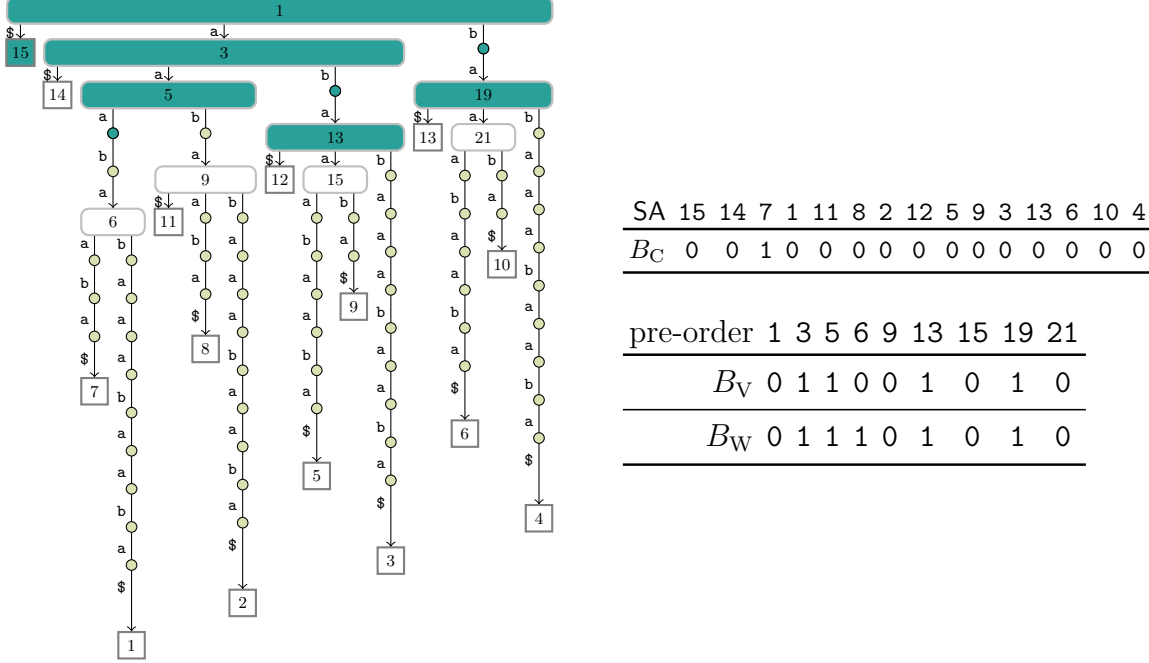 1
$ a b
15 3
$ a b a
14 5 19
a b a $ a b
13 13 21
b a $ a b a b a
9 12 15
a $ a b a b a b a a
SA 15 14 7 1 11 8 2 12 5 9 3 13 6 10 4
6 11
a b b a b a a a $ a
B_C 0 0 1 0 0 0 0 0 0 0 0 0 0 0 0
10
b a a a a $ a a b
9
a a $ a a b b a
pre-order 1 3 5 6 9 13 15 19 21
8
$ a b b a a a
B_V 0 1 1 0 0 1 0 1 0
7
b a a a $ b
6
B_W 0 1 1 1 0 1 0 1 0
a a $ b a
$
5
a b a
4
b a $
3
a $
2
$
1